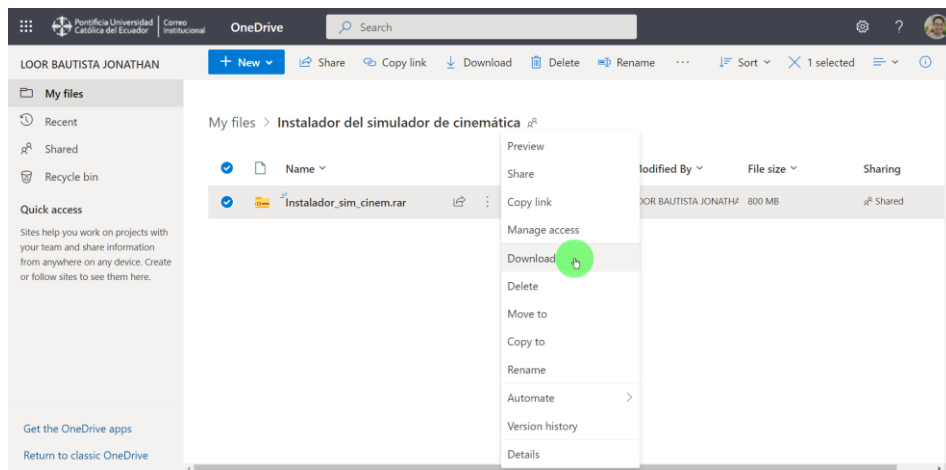 Pontificia Universidad Católica del Ecuador
Correo Institucional
OneDrive
Search
?
LOOR BAUTISTA JONATHAN
+ New
Share
Copy link
Download
Delete
Rename
...
Sort
1 selected
My files
Recent
Shared
Recycle bin
Quick access
Sites help you work on projects with
your team and share information
from anywhere on any device. Create
or follow sites to see them here.
Get the OneDrive apps
Return to classic OneDrive
My files > Instalador del simulador de cinemática
Name
Modified By
File size
Sharing
Instalador_sim_cinem.rar
BAUTISTA
800 MB
Shared
Preview
Share
Copy link
Manage access
Download
Delete
Move to
Copy to
Rename
Automate
Version history
Details